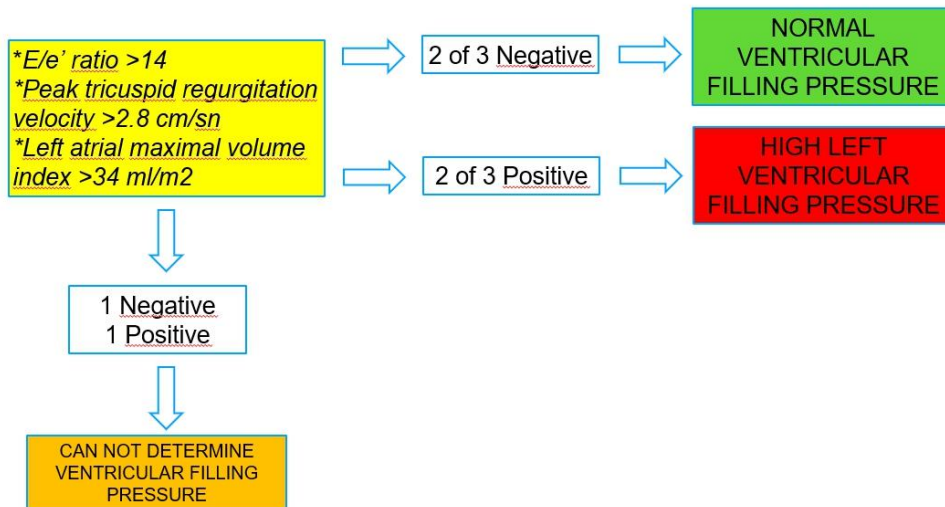 *E/e’ ratio >14
*Peak tricuspid regurgitation
velocity >2.8 cm/sn
*Left atrial maximal volume
index >34 ml/m2
2 of 3 Negative
NORMAL
VENTRICULAR
FILLING PRESSURE
2 of 3 Positive
HIGH LEFT
VENTRICULAR
FILLING PRESSURE
1 Negative
1 Positive
CAN NOT DETERMINE
VENTRICULAR FILLING
PRESSURE